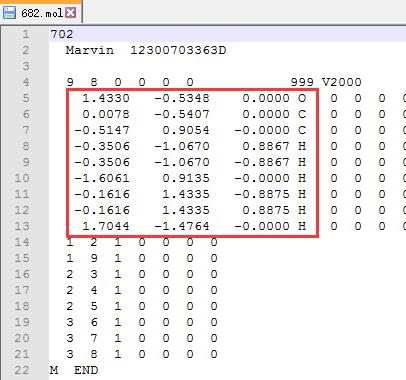 682.mol
1 702
2 Marvin 12300703363D
3
4 9 8 0 0 0 0 999 V2000
5 1.4330 -0.5348 0.0000 O 0 0 0 0
6 0.0078 -0.5407 0.0000 C 0 0 0 0
7 -0.5147 0.9054 -0.0000 C 0 0 0 0
8 -0.3506 -1.0670 0.8867 H 0 0 0 0
9 -0.3506 -1.0670 -0.8867 H 0 0 0 0
10 -1.6061 0.9135 -0.0000 H 0 0 0 0
11 -0.1616 1.4335 -0.8875 H 0 0 0 0
12 -0.1616 1.4335 0.8875 H 0 0 0 0
13 1.7044 -1.4764 -0.0000 H 0 0 0 0
14 1 2 1 0 0 0 0
15 1 9 1 0 0 0 0
16 2 3 1 0 0 0 0
17 2 4 1 0 0 0 0
18 2 5 1 0 0 0 0
19 3 6 1 0 0 0 0
20 3 7 1 0 0 0 0
21 3 8 1 0 0 0 0
22 M END